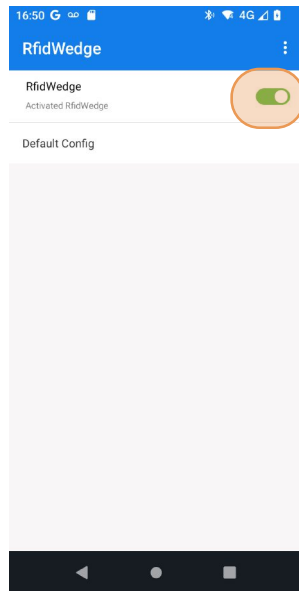 16:50 G 4G
RfidWedge
RfidWedge
Activated RfidWedge
Default Config